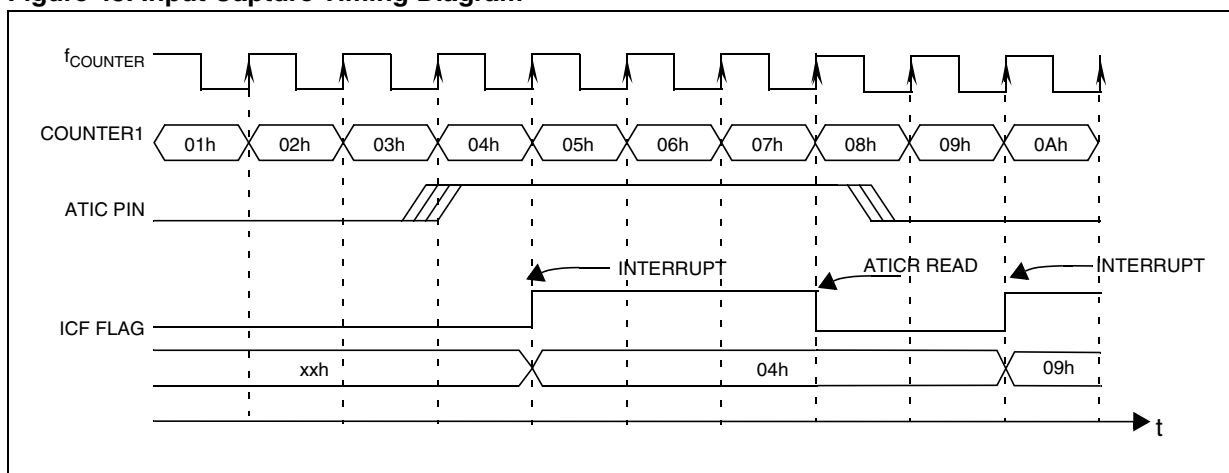 Figure 43. Input Capture Timing Diagram
fCOUNTER
COUNTER1 01h 02h 03h 04h 05h 06h 07h 08h 09h 0Ah
ATIC PIN
INTERRUPT ATICR READ INTERRUPT
ICF FLAG
xxh 04h 09h
t